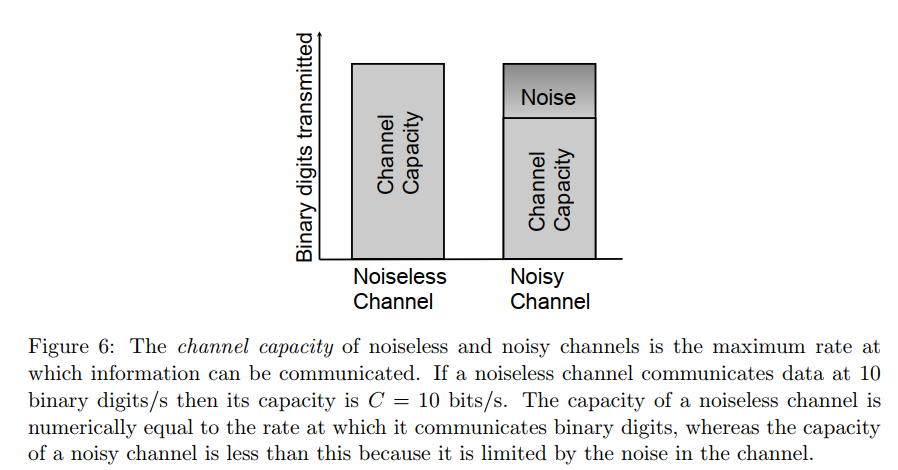 Binary digits transmitted
Channel
Capacity
Noise
Channel
Capacity
Noiseless
Channel
Noisy
Channel
Figure 6: The channel capacity of noiseless and noisy channels is the maximum rate at
which information can be communicated. If a noiseless channel communicates data at 10
binary digits/s then its capacity is C = 10 bits/s. The capacity of a noiseless channel is
numerically equal to the rate at which it communicates binary digits, whereas the capacity
of a noisy channel is less than this because it is limited by the noise in the channel.